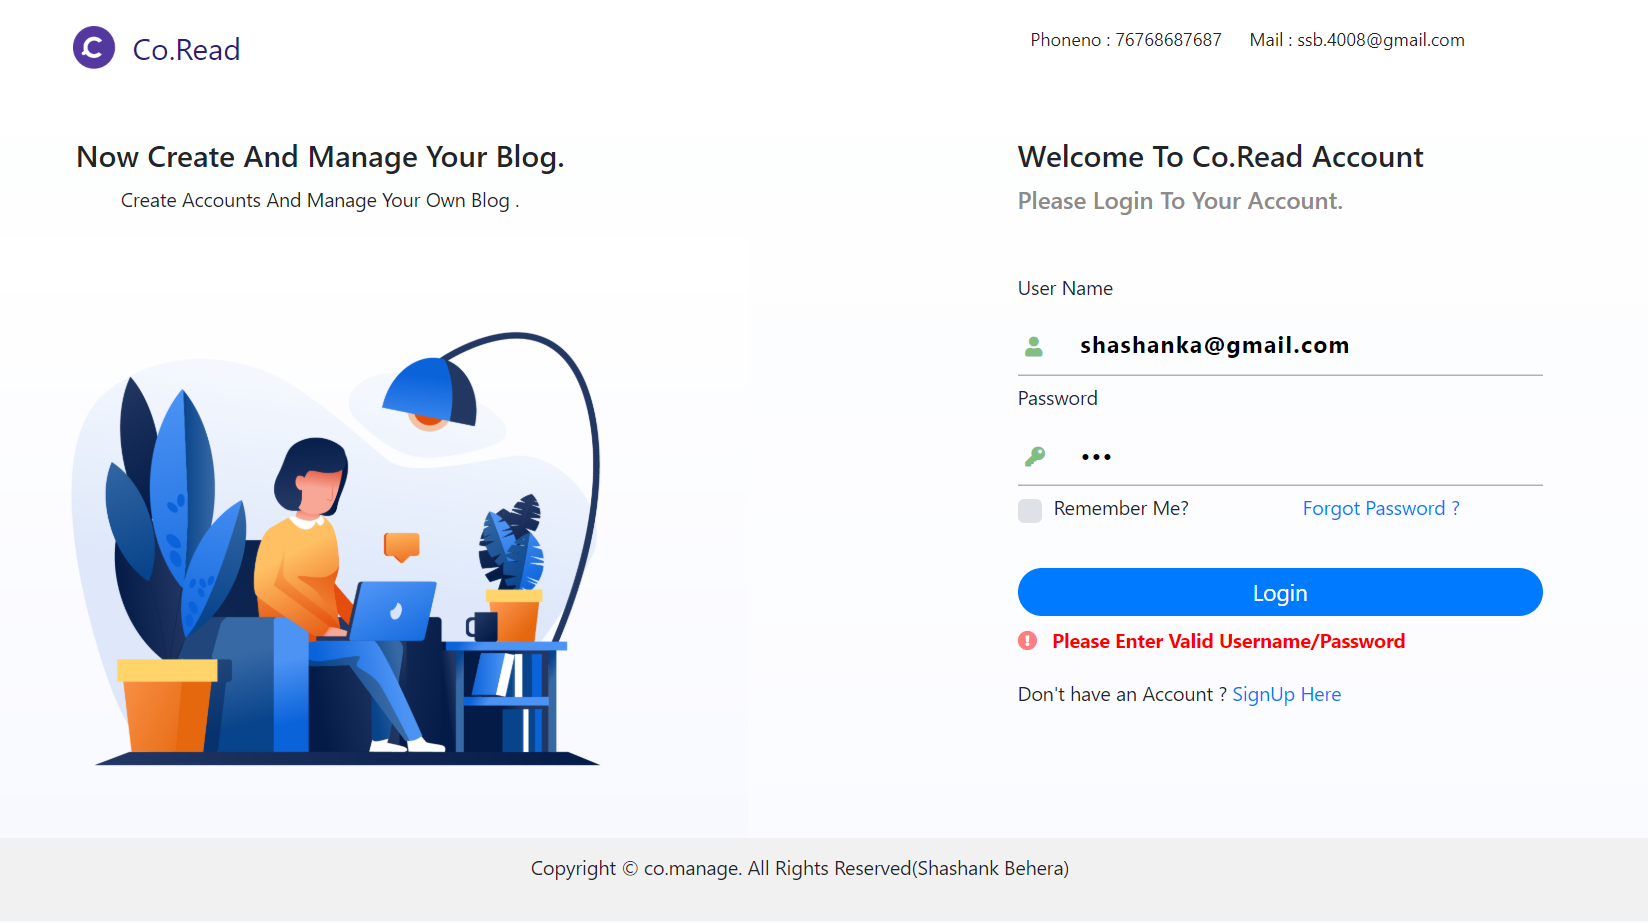 Co.Read
Phoneno : 76768687687 Mail : ssb.4008@gmail.com
Now Create And Manage Your Blog.
Create Accounts And Manage Your Own Blog .
Welcome To Co.Read Account
Please Login To Your Account.
User Name
shashanka@gmail.com
Password
•••
Remember Me? Forgot Password ?
Login
Please Enter Valid Username/Password
Don't have an Account ? SignUp Here
Copyright © co.manage. All Rights Reserved(Shashank Behera)